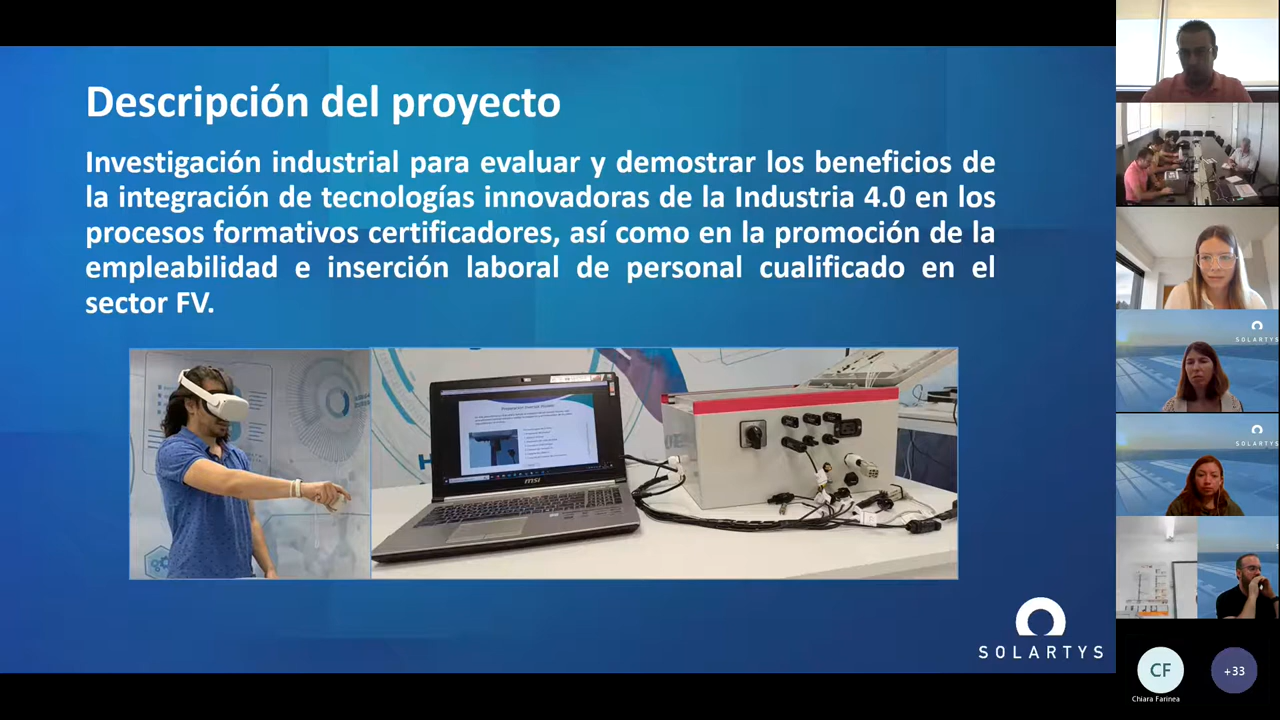 Descripción del proyecto
Investigación industrial para evaluar y demostrar los beneficios de
la integración de tecnologías innovadoras de la Industria 4.0 en los
procesos formativos certificadores, así como en la promoción de la
empleabilidad e inserción laboral de personal cualificado en el
sector FV.
msi
SOLARTYS
SOLARTYS
SOLARTYS
CF
+33
Chiara Farinea